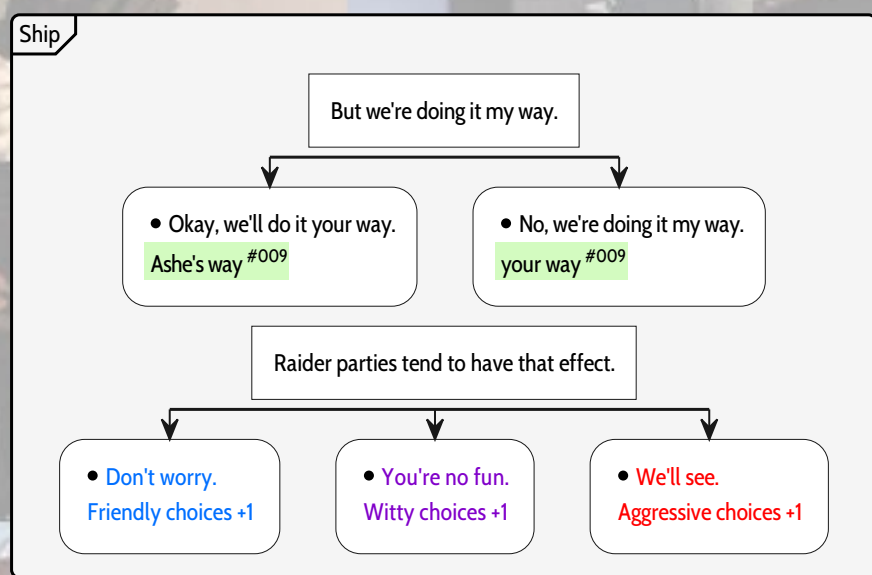 Ship
But we're doing it my way.
• Okay, we'll do it your way.
Ashe's way #009
• No, we're doing it my way.
your way #009
Raider parties tend to have that effect.
• Don't worry.
Friendly choices +1
• You're no fun.
Witty choices +1
• We'll see.
Aggressive choices +1